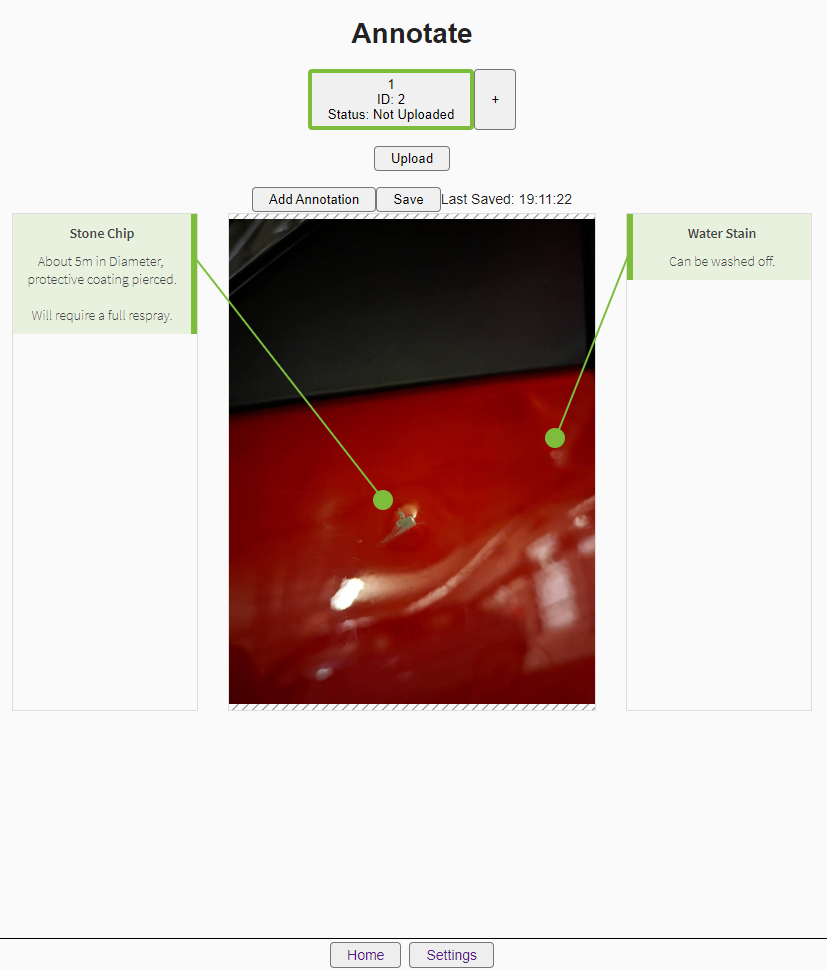 Annotate
1
ID: 2
Status: Not Uploaded
+
Upload
Add Annotation
Save
Last Saved: 19:11:22
Stone Chip
About 5m in Diameter,
protective coating pierced.
Will require a full respray.
Water Stain
Can be washed off.
Home
Settings